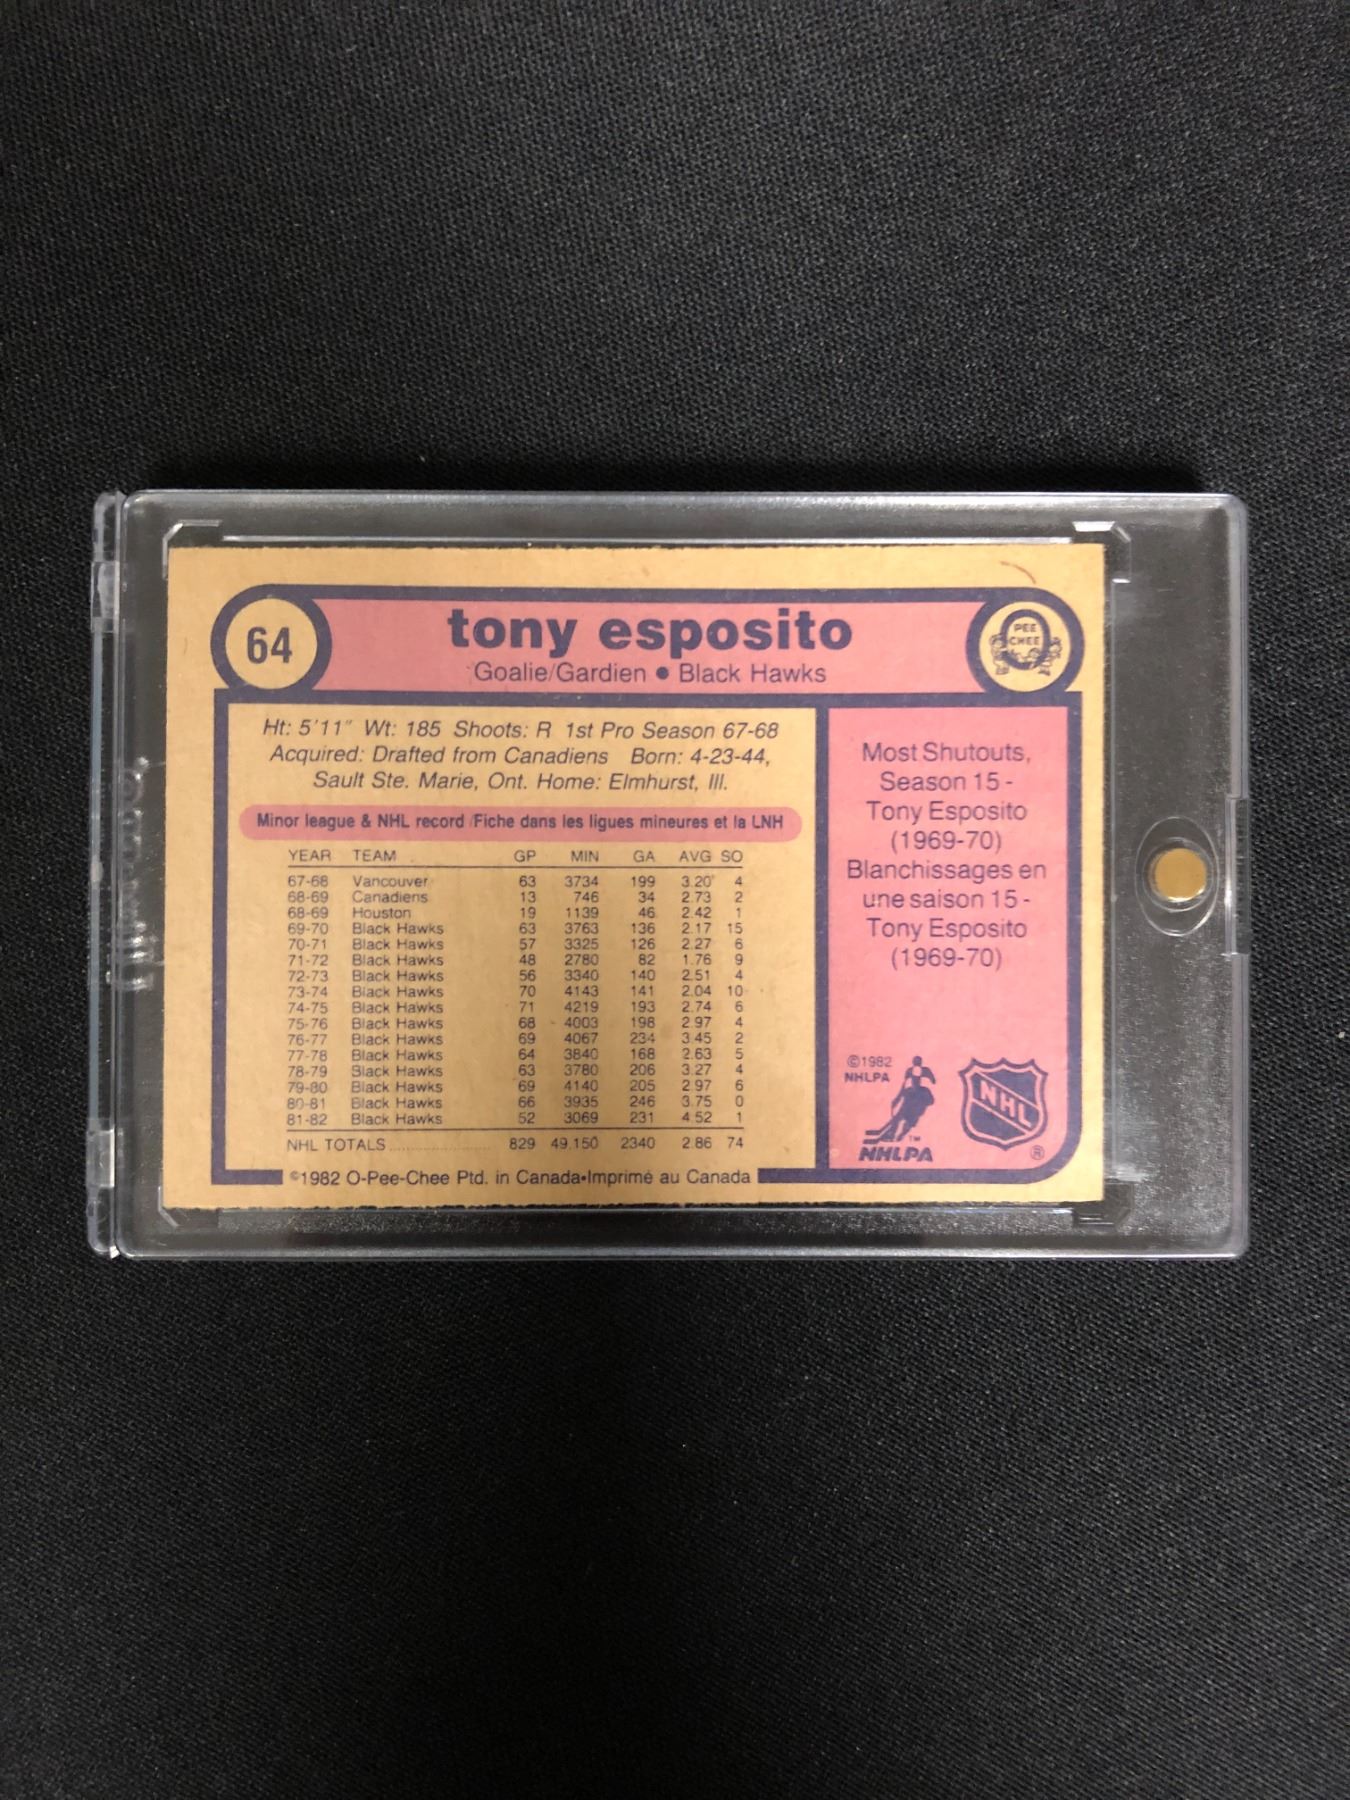 64
tony esposito
Goalie/Gardien • Black Hawks
PEE
CHEE
Ht: 5'11" Wt: 185 Shoots: R 1st Pro Season 67-68
Acquired: Drafted from Canadiens Born: 4-23-44,
Sault Ste. Marie, Ont. Home: Elmhurst, Ill.
Minor league & NHL record/Fiche dans les ligues mineures et la LNH
YEAR TEAM GP MIN GA AVG SO
67-68 Vancouver 63 3734 199 3.20 4
68-69 Canadiens 13 746 34 2.73 2
68-69 Houston 19 1139 46 2.42 1
69-70 Black Hawks 63 3763 136 2.17 15
70-71 Black Hawks 57 3325 126 2.27 6
71-72 Black Hawks 48 2780 82 1.76 9
72-73 Black Hawks 56 3340 140 2.51 4
73-74 Black Hawks 70 4143 141 2.04 10
74-75 Black Hawks 71 4219 193 2.74 6
75-76 Black Hawks 68 4003 198 2.97 4
76-77 Black Hawks 69 4067 234 3.45 2
77-78 Black Hawks 64 3840 168 2.63 5
78-79 Black Hawks 63 3780 206 3.27 4
79-80 Black Hawks 69 4140 205 2.97 6
80-81 Black Hawks 66 3935 246 3.75 0
81-82 Black Hawks 52 3069 231 4.52 1
NHL TOTALS 829 49.150 2340 2.86 74
©1982 O-Pee-Chee Ptd. in Canada•Imprimé au Canada
Most Shutouts,
Season 15 -
Tony Esposito
(1969-70)
Blanchissages en
une saison 15 -
Tony Esposito
(1969-70)
©1982
NHLPA
TM
NHLPA
NHL
®